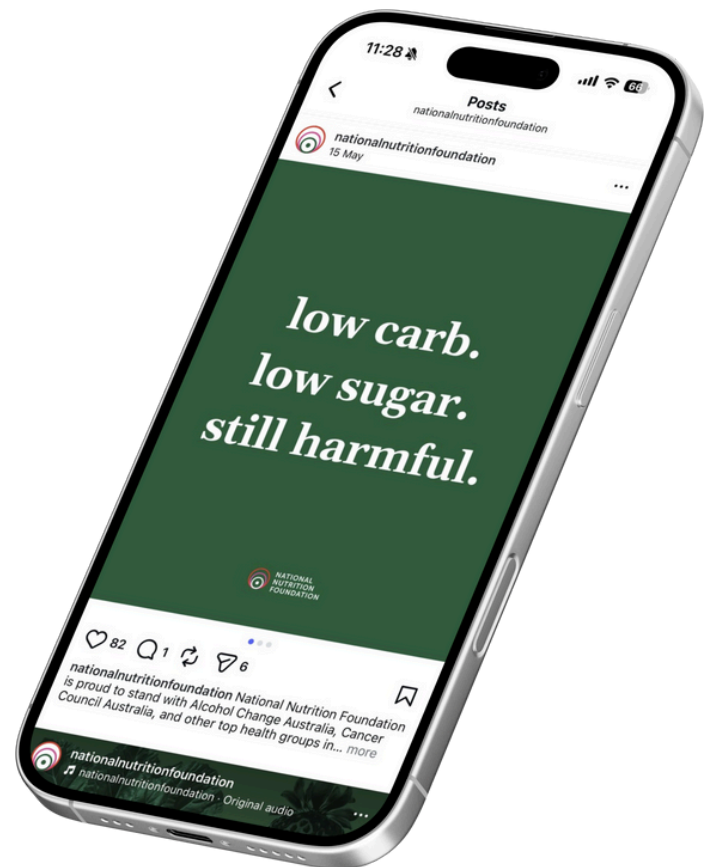 11:28
66
Posts
nationalnutritionfoundation
nationalnutritionfoundation
15 May
low carb.
low sugar.
still harmful.
NATIONAL
NUTRITION
FOUNDATION
82 1 6
nationalnutritionfoundation National Nutrition Foundation
is proud to stand with Alcohol Change Australia, Cancer
Council Australia, and other top health groups in... more
nationalnutritionfoundation
nationalnutritionfoundation · Original audio